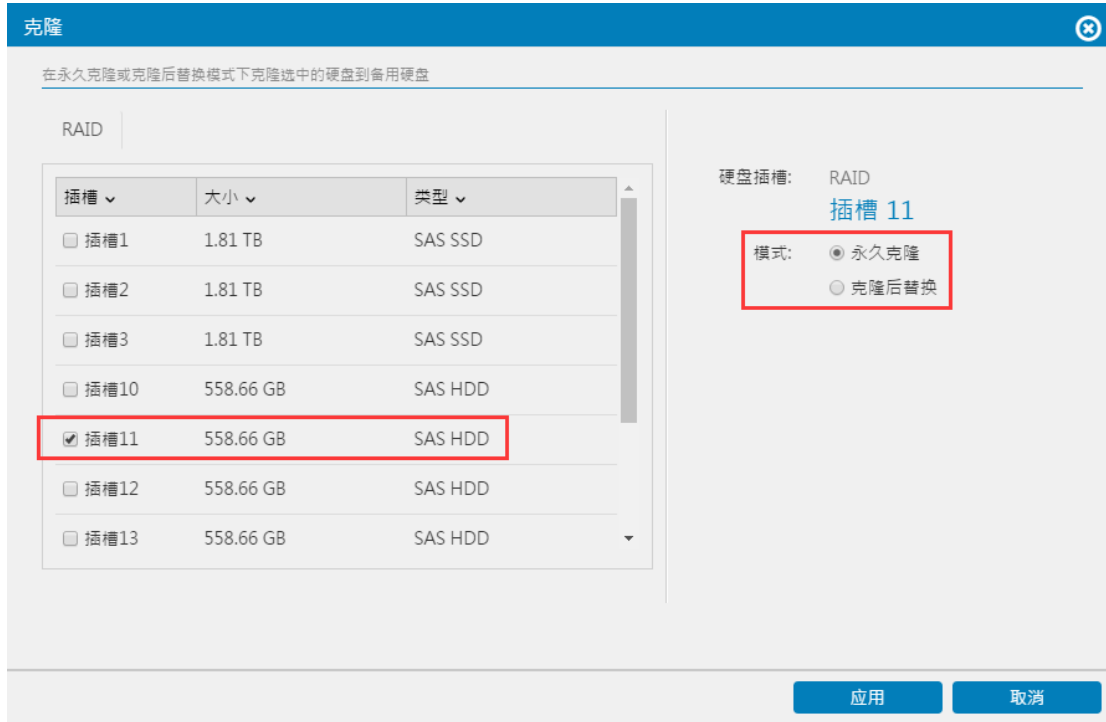 克隆
在永久克隆或克隆后替换模式下克隆选中的硬盘到备用硬盘
RAID
插槽 大小 类型
插槽1 1.81 TB SAS SSD
插槽2 1.81 TB SAS SSD
插槽3 1.81 TB SAS SSD
插槽10 558.66 GB SAS HDD
插槽11 558.66 GB SAS HDD
插槽12 558.66 GB SAS HDD
插槽13 558.66 GB SAS HDD
硬盘插槽: RAID
插槽 11
模式: 永久克隆
克隆后替换
应用 取消